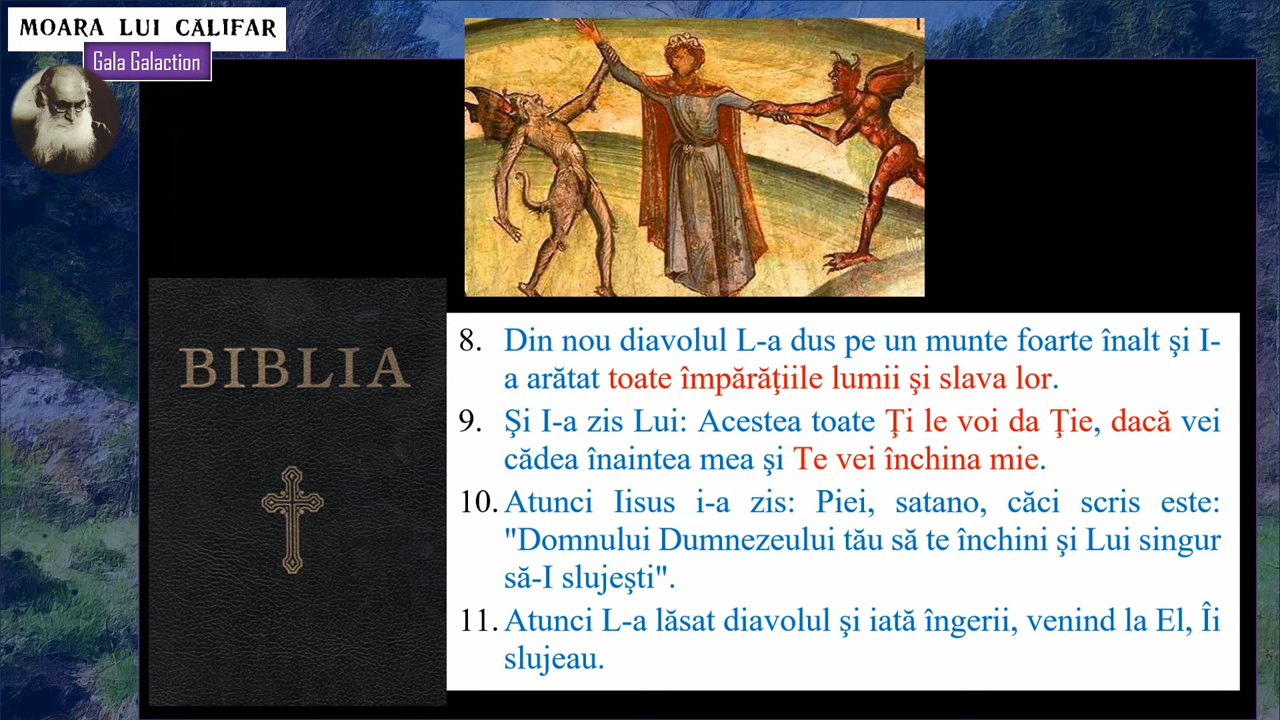 MOARA LUI CĂLIFAR
Gala Galaction
BIBLIA
8. Din nou diavolul L-a dus pe un munte foarte înalt şi I-
a arătat toate împărăţiile lumii şi slava lor.
9. Şi I-a zis Lui: Acestea toate Ţi le voi da Ţie, dacă vei
cădea înaintea mea şi Te vei închina mie.
10. Atunci Iisus i-a zis: Piei, satano, căci scris este:
"Domnului Dumnezeului tău să te închini şi Lui singur
să-I slujeşti".
11. Atunci L-a lăsat diavolul şi iată îngerii, venind la El, Îi
slujeau.